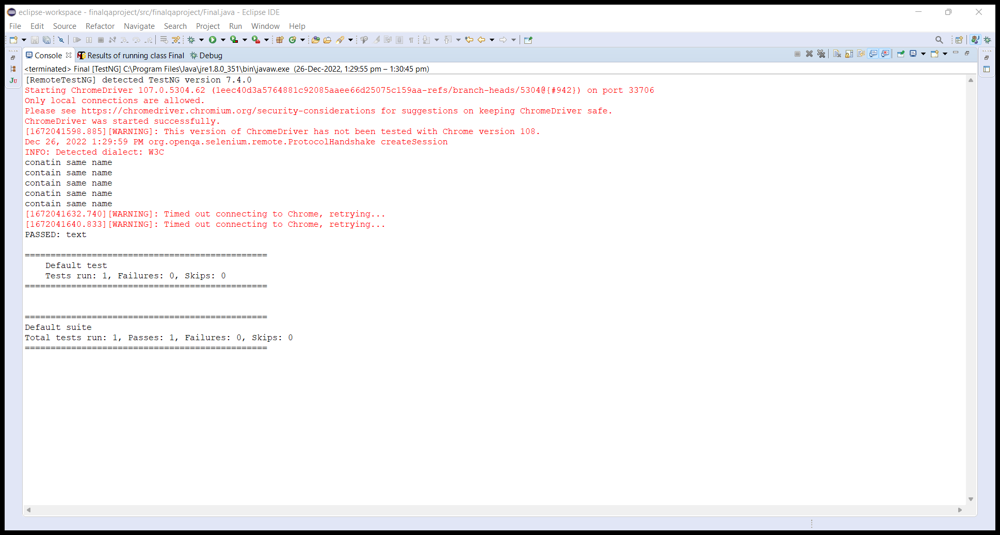 eclipse-workspace - finalqaproject/src/finalqaproject/Final.java - Eclipse IDE
File Edit Source Refactor Navigate Search Project Run Window Help
Console Results of running class Final Debug
<terminated> Final [TestNG] C:\Program Files\Java\jre1.8.0_351\bin\javaw.exe (26-Dec-2022, 1:29:55 pm – 1:30:45 pm)
[RemoteTestNG] detected TestNG version 7.4.0
Starting ChromeDriver 107.0.5304.62 (1eec40d3a5764881c92085aaee66d25075c159aa-refs/branch-heads/5304@{#942}) on port 33706
Only local connections are allowed.
Please see https://chromedriver.chromium.org/security-considerations for suggestions on keeping ChromeDriver safe.
ChromeDriver was started successfully.
[1672041598.885][WARNING]: This version of ChromeDriver has not been tested with Chrome version 108.
Dec 26, 2022 1:29:59 PM org.openqa.selenium.remote.ProtocolHandshake createSession
INFO: Detected dialect: W3C
conatin same name
contain same name
contain same name
conatin same name
contain same name
[1672041632.740][WARNING]: Timed out connecting to Chrome, retrying...
[1672041640.833][WARNING]: Timed out connecting to Chrome, retrying...
PASSED: text
===============================================
Default test
Tests run: 1, Failures: 0, Skips: 0
===============================================
===============================================
Default suite
Total tests run: 1, Passes: 1, Failures: 0, Skips: 0
===============================================